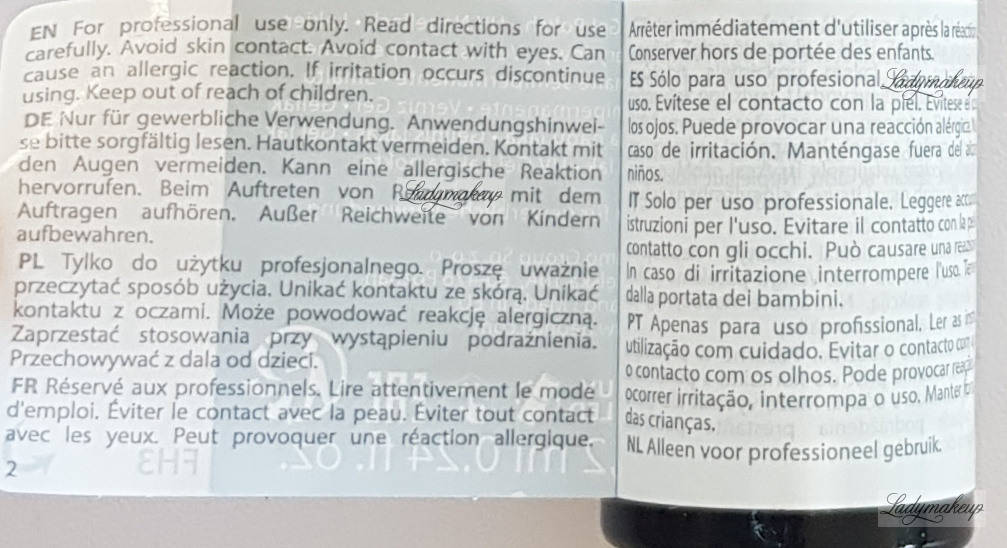 EN For professional use only. Read directions for use
carefully. Avoid skin contact. Avoid contact with eyes. Can
cause an allergic reaction. If irritation occurs discontinue
using. Keep out of reach of children.
DE Nur für gewerbliche Verwendung. Anwendungshinwei-
se bitte sorgfältig lesen. Hautkontakt vermeiden. Kontakt mit
den Augen vermeiden. Kann eine allergische Reaktion
hervorrufen. Beim Auftreten von mit dem
Auftragen aufhören. Außer Reichweite von Kindern
aufbewahren.
PL Tylko do użytku profesjonalnego. Proszę uważnie
przeczytać sposób użycia. Unikać kontaktu ze skórą. Unikać
kontaktu z oczami. Może powodować reakcję alergiczną.
Zaprzestać stosowania przy wystąpieniu podrażnienia.
Przechowywać z dala od dzieci.
FR Réservé aux professionnels. Lire attentivement le mode
d'emploi. Éviter le contact avec la peau. Éviter tout contact
avec les yeux. Peut provoquer une réaction allergique.
2
Arrêter immédiatement d'utiliser après la
Conserver hors de portée des enfants.
ES Sólo para uso profesional.
uso. Evítese el contacto con la piel. Evítese
los ojos. Puede provocar una reacción alérgica.
caso de irritación. Manténgase fuera del
niños.
IT Solo per uso professionale. Leggere
istruzioni per l'uso. Evitare il contatto con la
contatto con gli occhi. Può causare una
In caso di irritazione interrompere l'uso.
dalla portata dei bambini.
PT Apenas para uso profissional. Ler as
utilização com cuidado. Evitar o contacto com
o contacto com os olhos. Pode provocar
ocorrer irritação, interrompa o uso. Manter
das crianças.
NL Alleen voor professioneel gebruik.
Ladymakeup
Ladymakeup
Ladymakeup